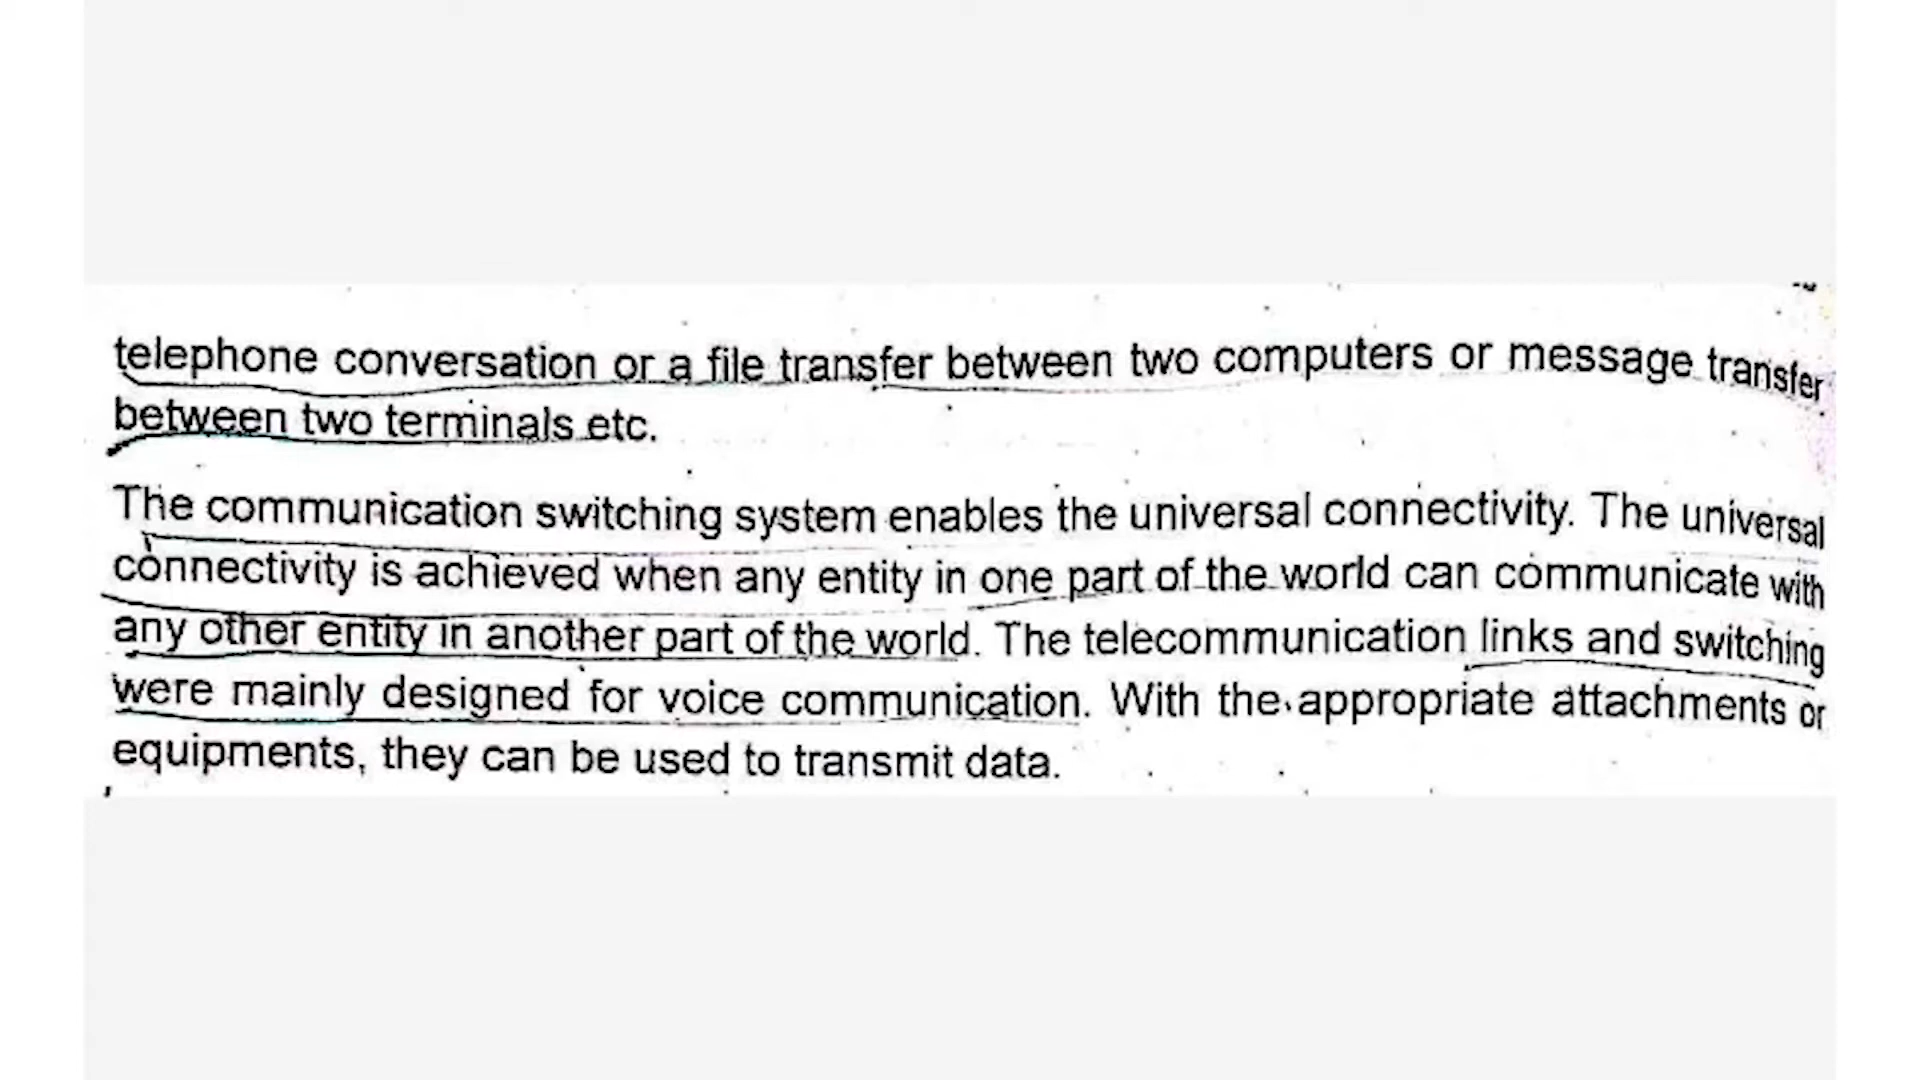 telephone conversation or a file transfer between two computers or message transfer
between two terminals etc.
The communication switching system enables the universal connectivity. The universal
connectivity is achieved when any entity in one part of the world can communicate with
any other entity in another part of the world. The telecommunication links and switching
were mainly designed for voice communication. With the appropriate attachments or
equipments, they can be used to transmit data.